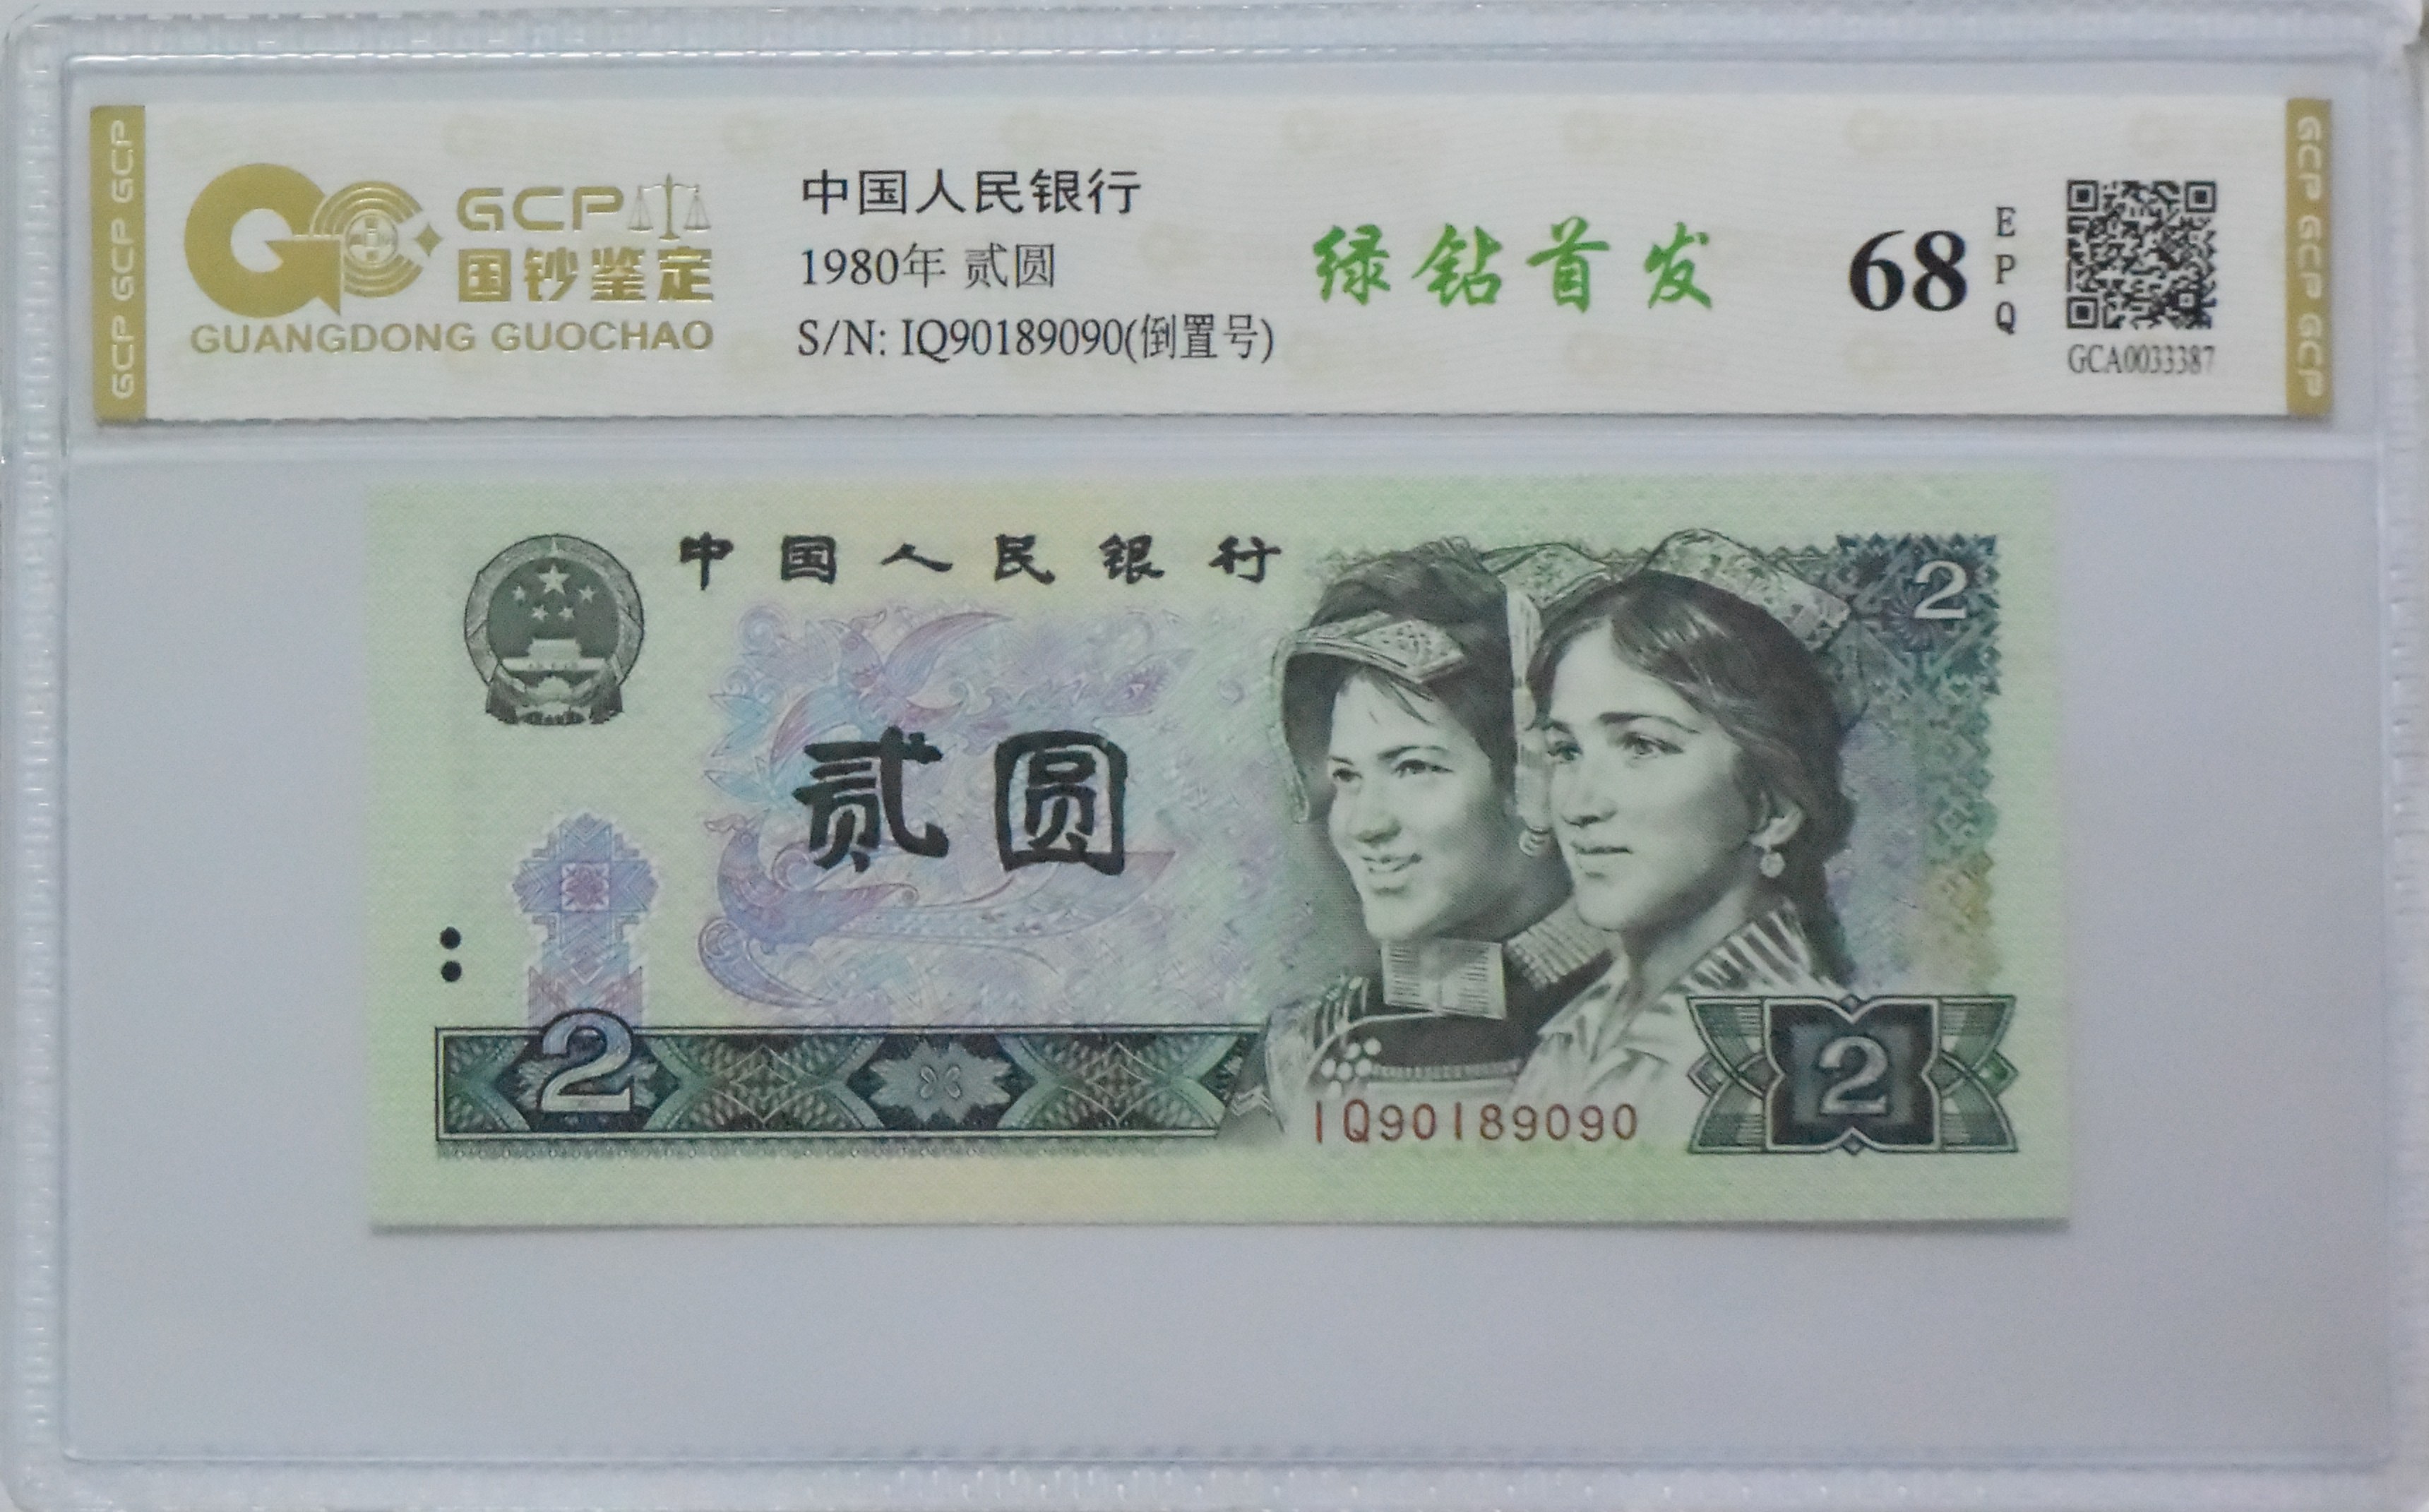 GCP GCP GCP
GCP
国钞鉴定
GUANGDONG GUOCHAO
中国人民银行
1980年 贰圆
S/N: IQ90189090(倒置号)
绿钻首发
68
EPQ
GCA0033387
GCP GCP GCP
中国人民银行
2
贰圆
2
IQ90189090
2